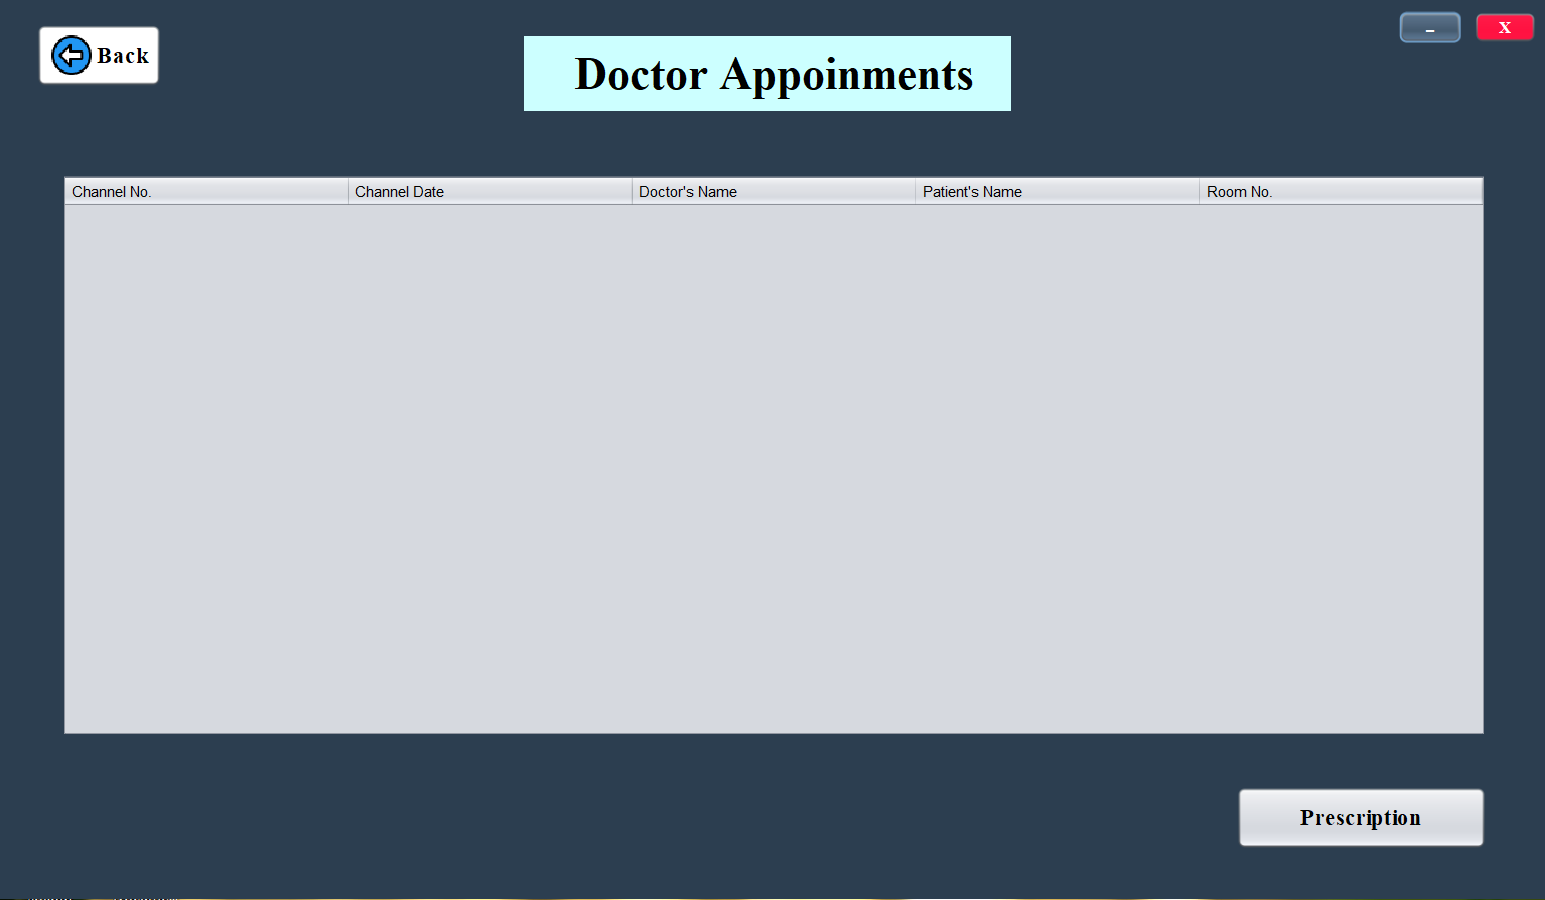 Back
–
X
Doctor Appoinments
Channel No.
Channel Date
Doctor's Name
Patient's Name
Room No.
Prescription